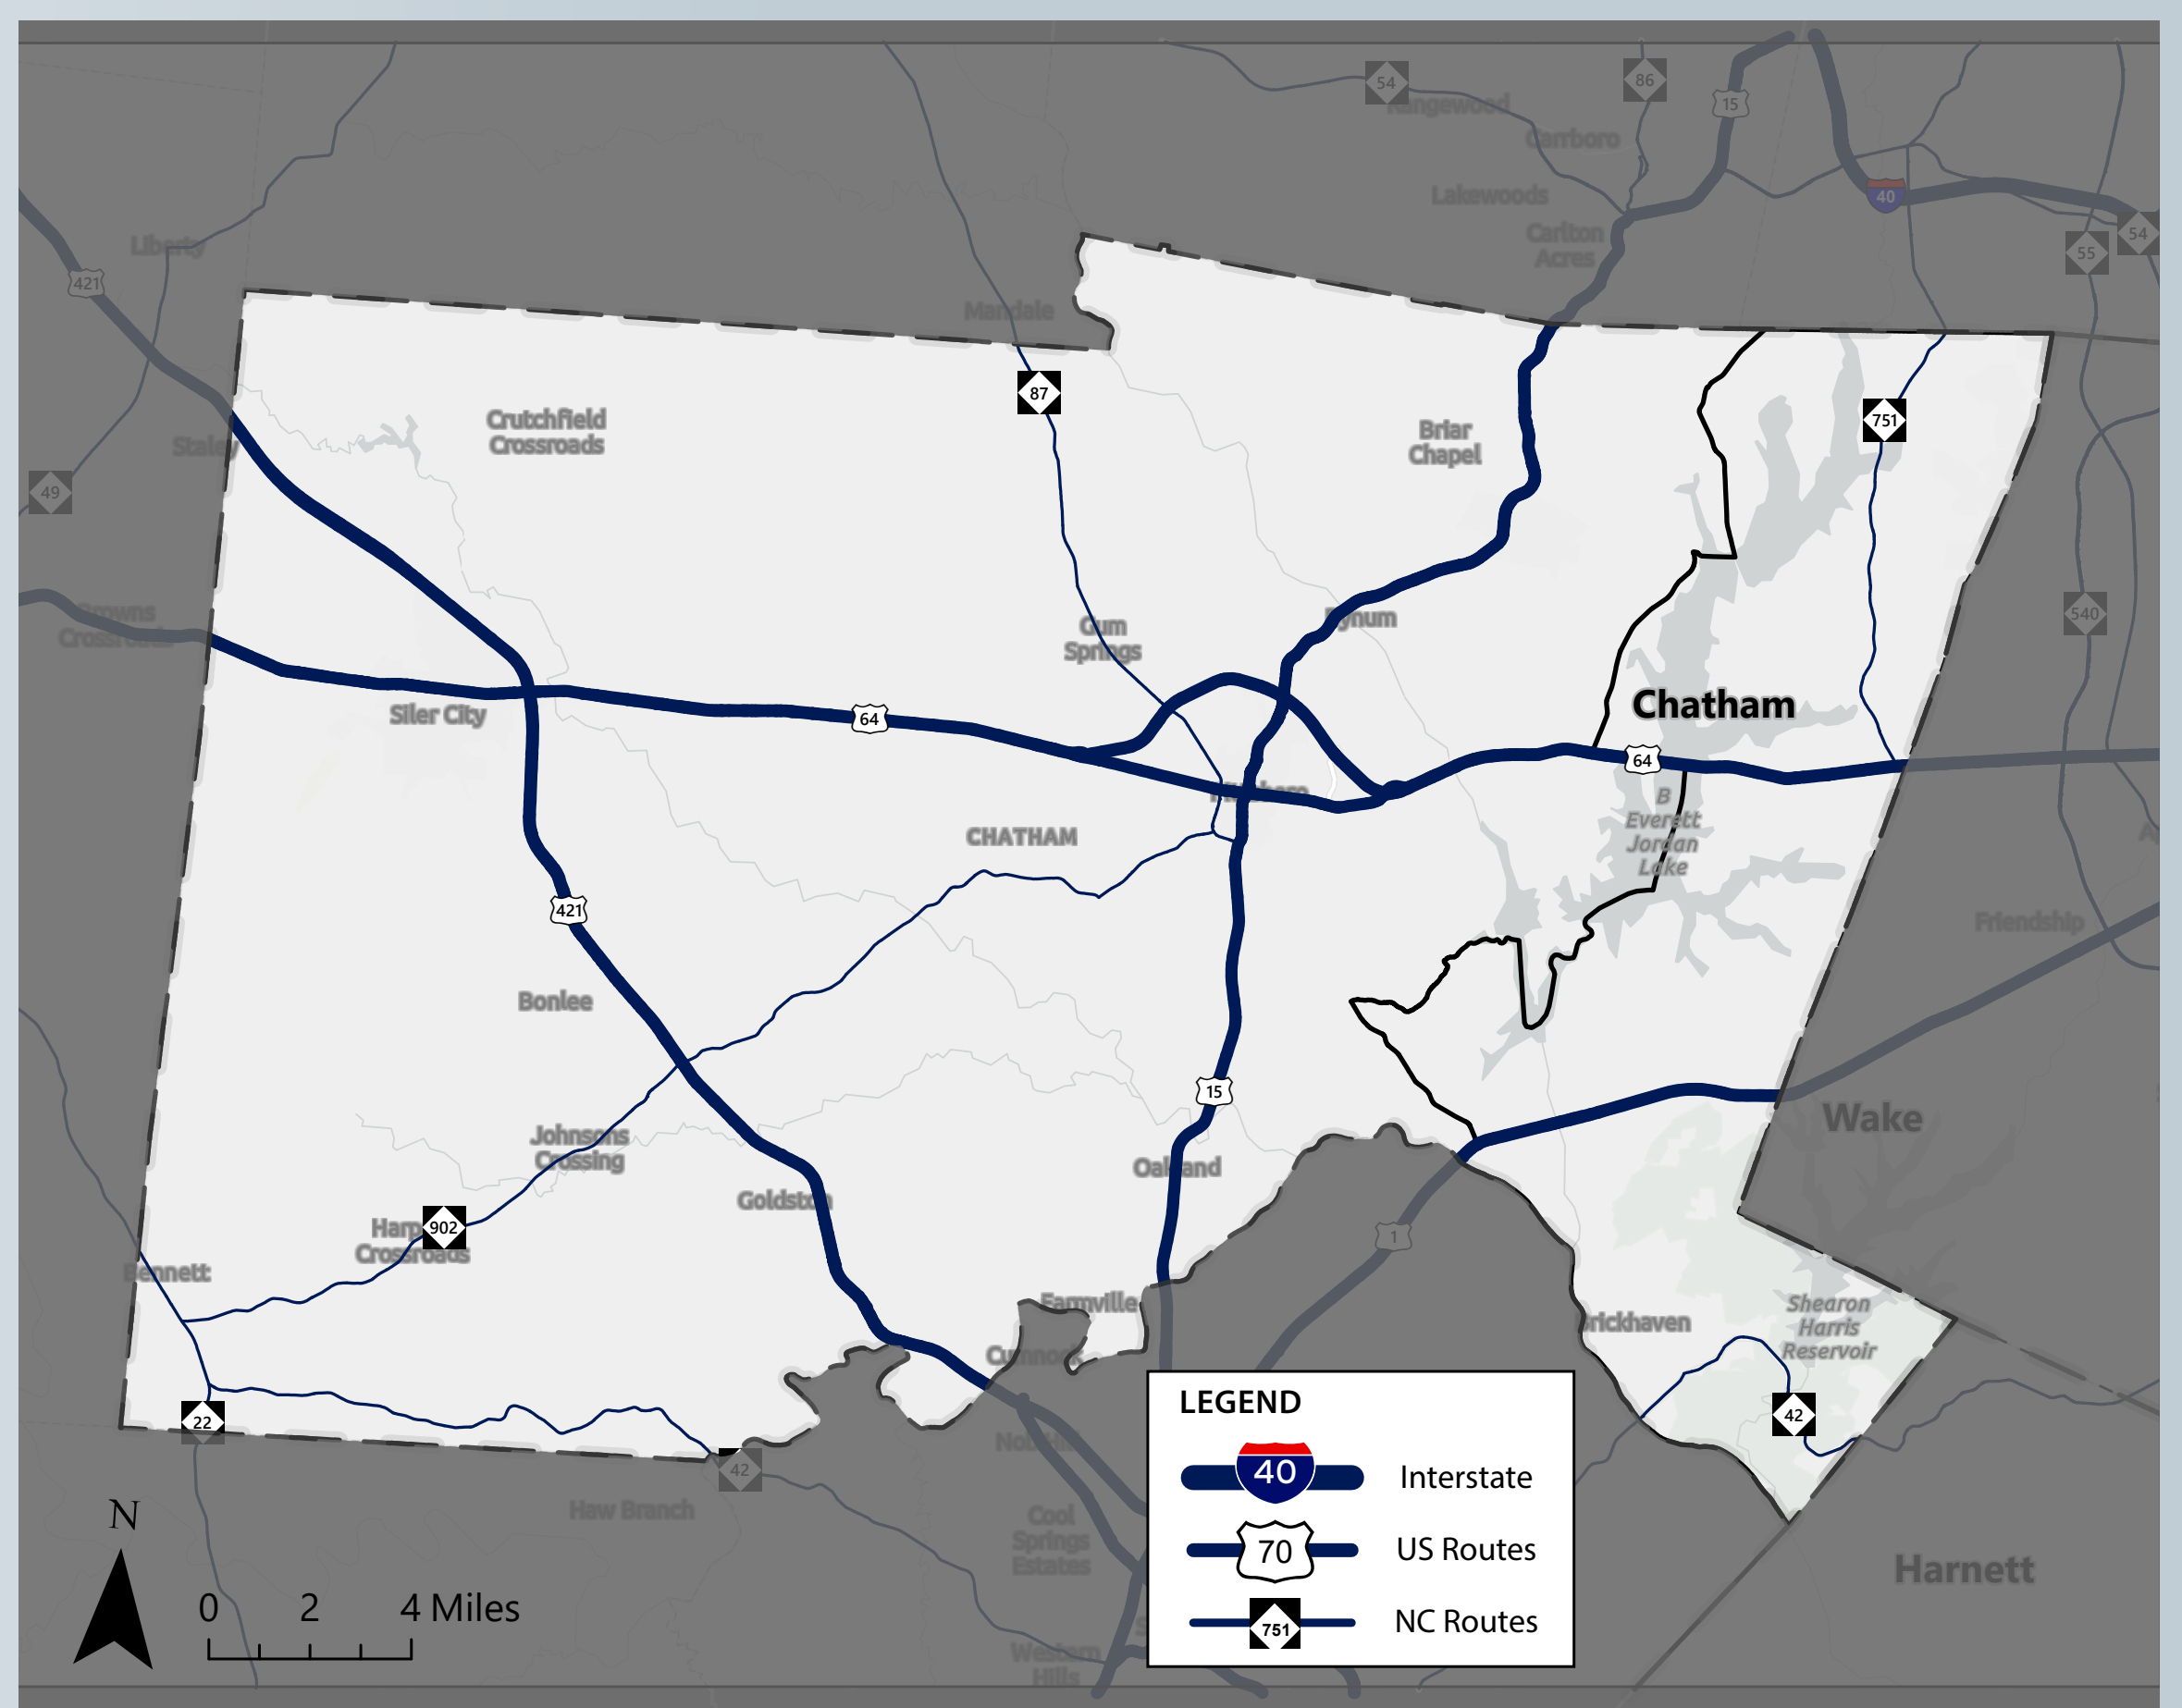 54
86
15
Rangewood
Carrboro
Lakewoods
40
Carlton
Acres
54
55
Liberty
421
Mandale
87
751
Crutchfield
Crossroads
Briar
Chapel
Staley
49
Browns
Crossroads
540
Bynum
Gum
Springs
Siler City
64
Chatham
64
Pittsboro
B
Everett
Jordan
Lake
CHATHAM
421
Friendship
Bonlee
15
Wake
Johnsons
Crossing
Oakland
Goldston
902
Crossroads
1
Bennett
Farmville
Shearon
Harris
Reservoir
Brickhaven
Cumnock
22
42
42
Haw Branch
Cool
Springs
Estates
Western
Hills
Harnett
N
0 2 4 Miles
LEGEND
40 Interstate
70 US Routes
751 NC Routes